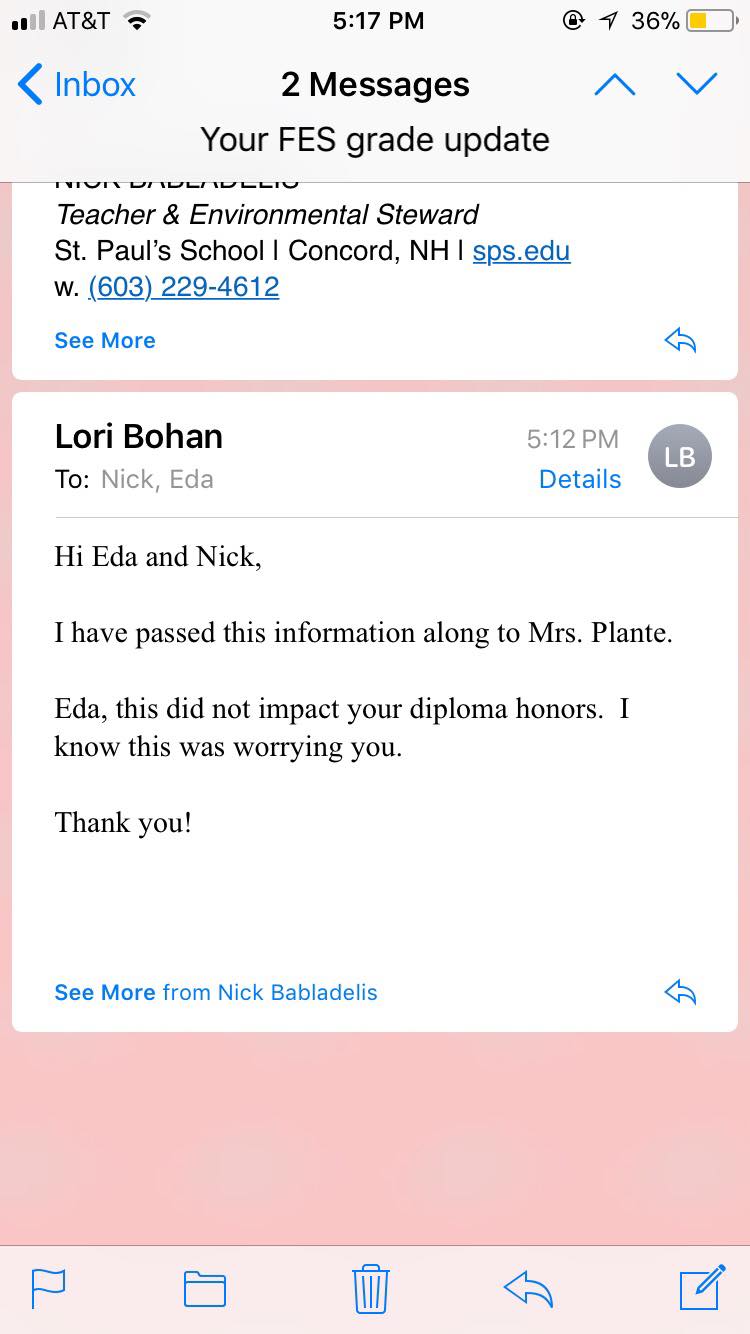 AT&T 5:17 PM 36%
Inbox 2 Messages
Your FES grade update
NICK BABLADELIS
Teacher & Environmental Steward
St. Paul's School | Concord, NH | sps.edu
w. (603) 229-4612
See More
Lori Bohan 5:12 PM LB
To: Nick, Eda Details
Hi Eda and Nick,
I have passed this information along to Mrs. Plante.
Eda, this did not impact your diploma honors.  I
know this was worrying you.
Thank you!
See More from Nick Babladelis